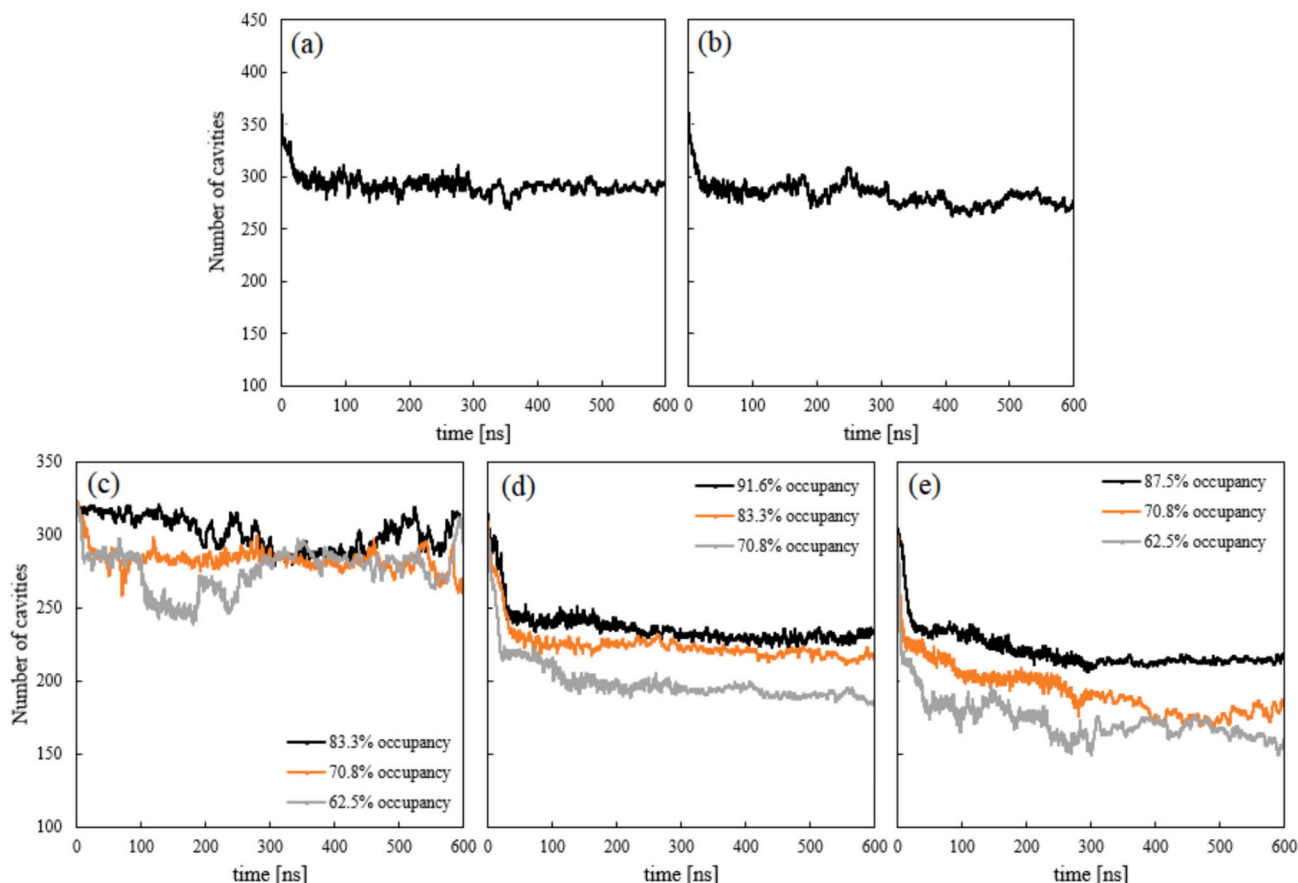 (a)
(b)
Number of cavities
450
400
350
300
250
200
150
100
0 100 200 300 400 500 600
0 100 200 300 400 500 600
time [ns]
time [ns]
(c)
(d)
(e)
Number of cavities
350
300
250
200
150
100
83.3% occupancy
70.8% occupancy
62.5% occupancy
91.6% occupancy
83.3% occupancy
70.8% occupancy
87.5% occupancy
70.8% occupancy
62.5% occupancy
0 100 200 300 400 500 600
0 100 200 300 400 500 600
0 100 200 300 400 500 600
time [ns]
time [ns]
time [ns]